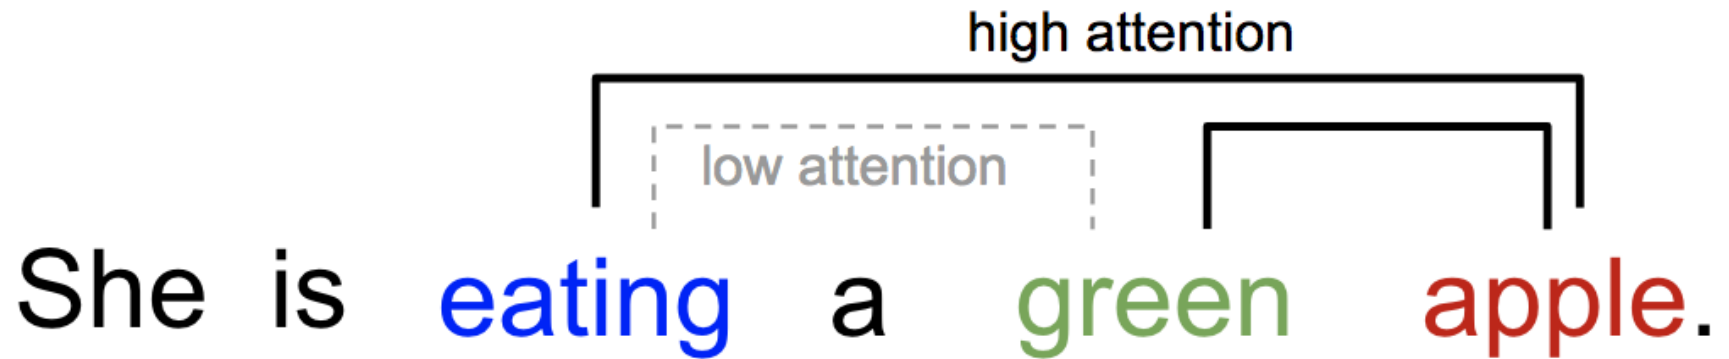 high attention
low attention
She is eating a green apple.